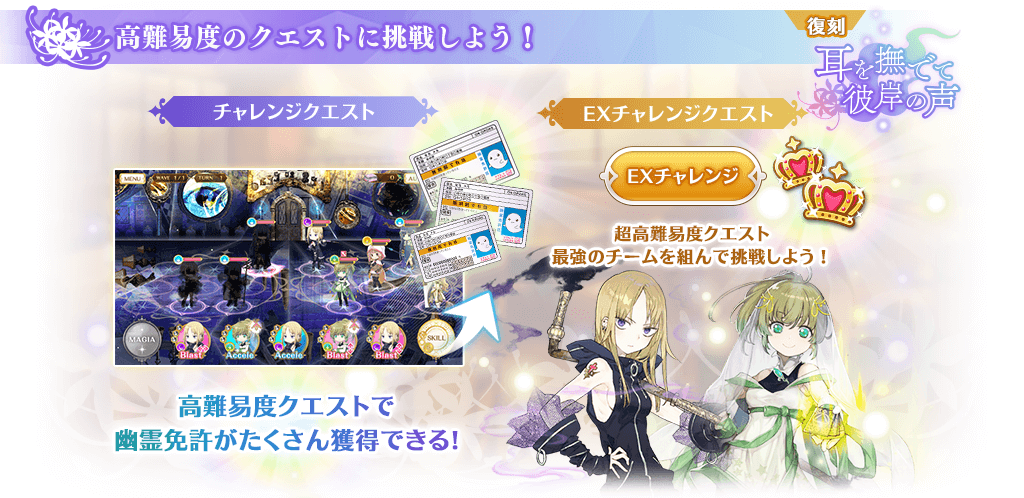 高難易度のクエストに挑戦しよう！
復刻
耳を撫でて
彼岸の声
チャレンジクエスト
EXチャレンジクエスト
EXチャレンジ
超高難易度クエスト
最強のチームを組んで挑戦しよう！
MENU
WAVE 1/1
TURN
MAGIA
Blast
Accele
Accele
Blast
Blast
SKILL
高難易度クエストで
幽霊免許がたくさん獲得できる!